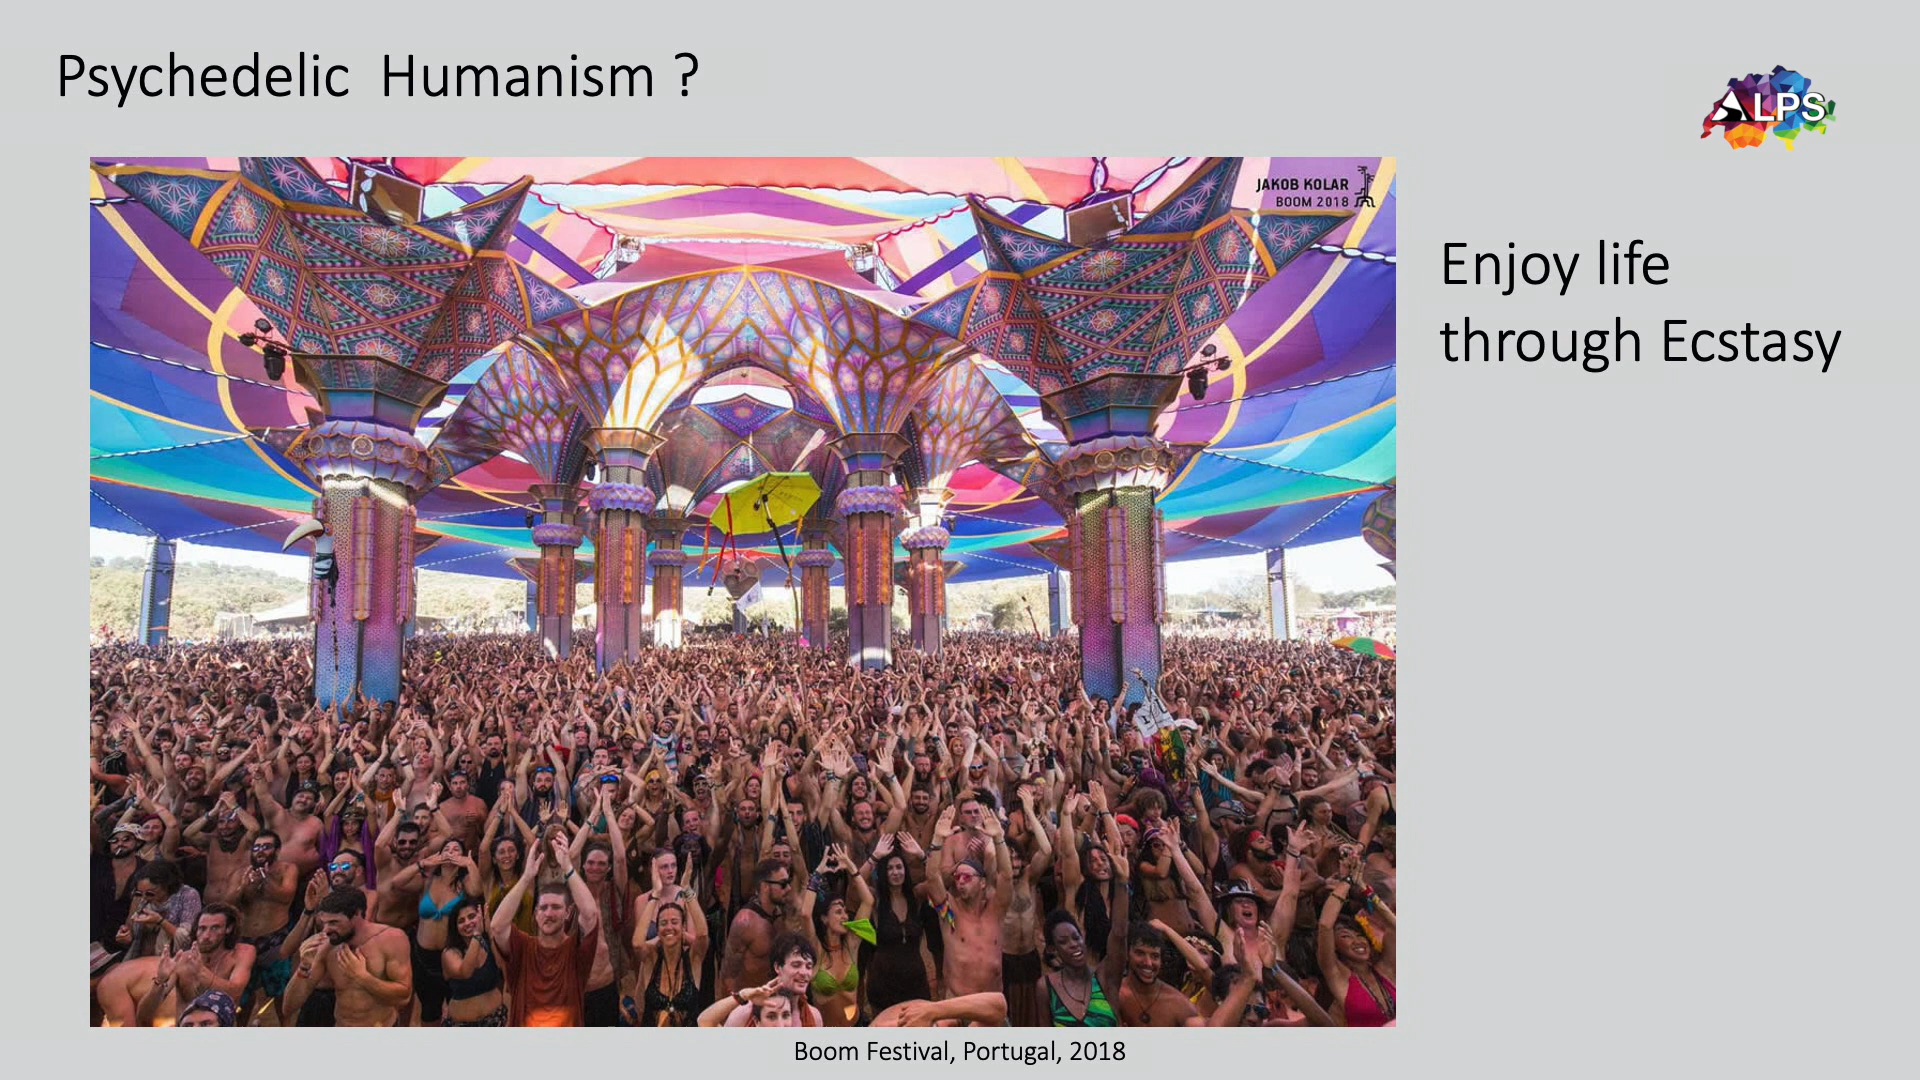 Psychedelic Humanism ?
ALPS
JAKOB KOLAR
BOOM 2018
Enjoy life
through Ecstasy
Boom Festival, Portugal, 2018